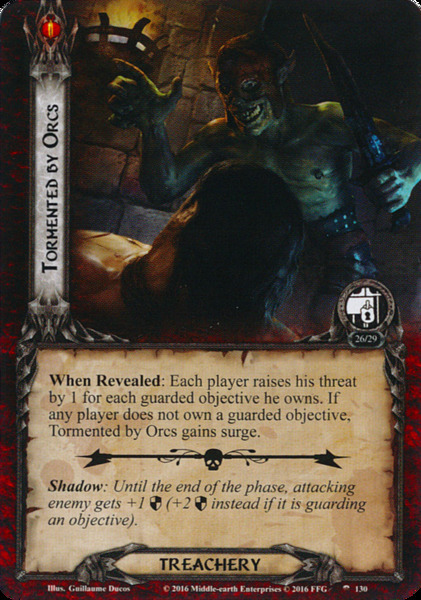 TORMENTED BY ORCS
26/29
When Revealed: Each player raises his threat
by 1 for each guarded objective he owns. If
any player does not own a guarded objective,
Tormented by Orcs gains surge.
Shadow: Until the end of the phase, attacking
enemy gets +1 (+2 instead if it is guarding
an objective).
TREACHERY
Illus. Guillaume Ducos © 2016 Middle-earth Enterprises © 2016 FFG 130